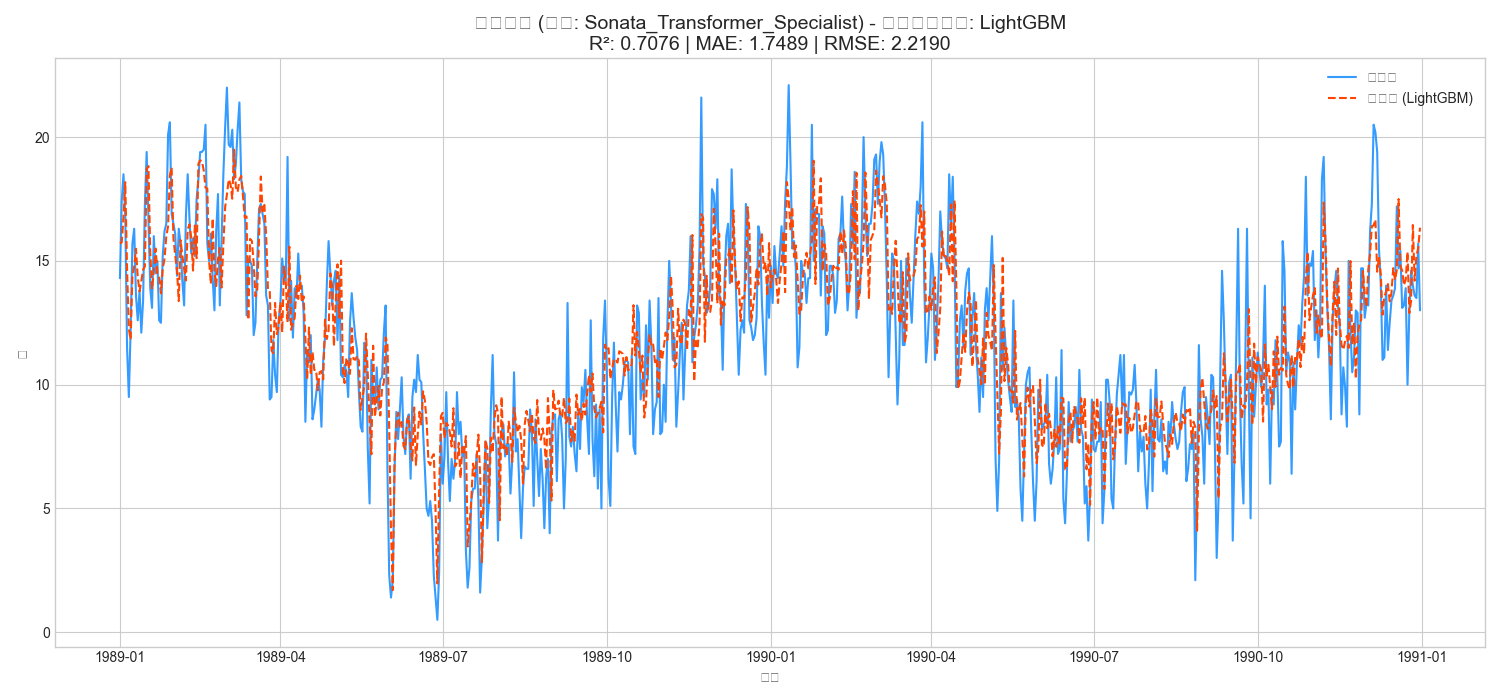 (: Sonata_Transformer_Specialist) - : LightGBM
R²: 0.7076 | MAE: 1.7489 | RMSE: 2.2190
(LightGBM)
20
15
10
5
0
1989-01 1989-04 1989-07 1989-10 1990-01 1990-04 1990-07 1990-10 1991-01